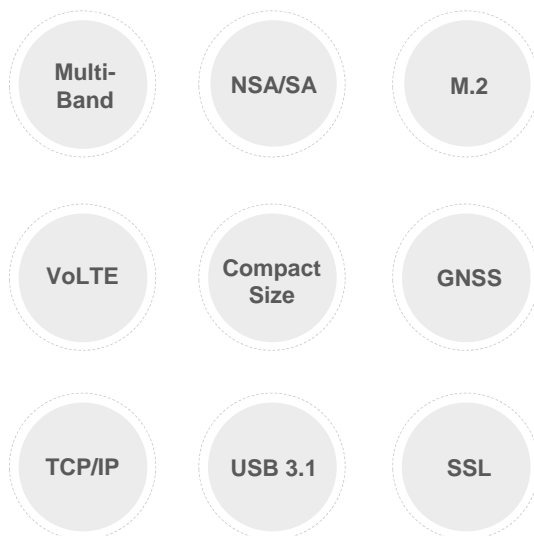 Multi-
Band
NSA/SA
M.2
VoLTE
Compact
Size
GNSS
TCP/IP
USB 3.1
SSL